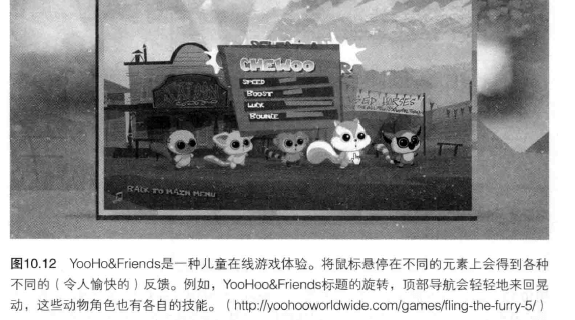 CHEWOO
SPEED
BOOST
LUCK
BOUNCE
BACK TO MAIN MENU
图10.12 YooHo&Friends是一种儿童在线游戏体验。将鼠标悬停在不同的元素上会得到各种
不同的（令人愉快的）反馈。例如，YooHoo&Friends标题的旋转，顶部导航会轻轻地来回晃
动，这些动物角色也有各自的技能。（http://yoohooworldwide.com/games/fling-the-furry-5/）